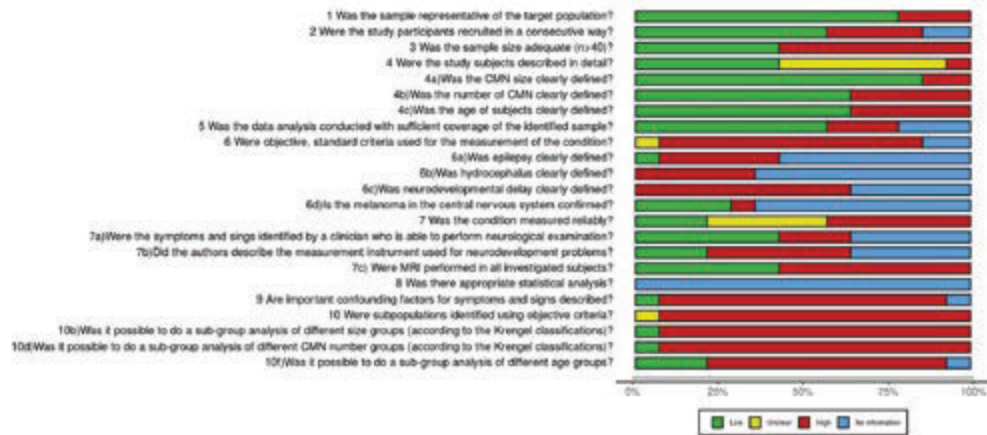 1 Was the sample representative of the target population?
2 Were the study participants recruited in a consecutive way?
3 Was the sample size adequate (n>40)?
4 Were the study subjects described in detail?
4a)Was the CMN size clearly defined?
4b)Was the number of CMN clearly defined?
4c)Was the age of subjects clearly defined?
5 Was the data analysis conducted with sufficient coverage of the identified sample?
6 Were objective, standard criteria used for the measurement of the condition?
6a)Was epilepsy clearly defined?
6b)Was hydrocephalus clearly defined?
6c)Was neurodevelopmental delay clearly defined?
6d)Is the melanoma in the central nervous system confirmed?
7 Was the condition measured reliably?
7a)Were the symptoms and sings identified by a clinician who is able to perform neurological examination?
7b)Did the authors describe the measurement instrument used for neurodevelopment problems?
7c) Were MRI performed in all investigated subjects?
8 Was there appropriate statistical analysis?
9 Are important confounding factors for symptoms and signs described?
10 Were subpopulations identified using objective criteria?
10b)Was it possible to do a sub-group analysis of different size groups (according to the Krengel classifications)?
10d)Was it possible to do a sub-group analysis of different CMN number groups (according to the Krengel classifications)?
10f)Was it possible to do a sub-group analysis of different age groups?
0% 25% 50% 75% 100%
Low Unclear High No information